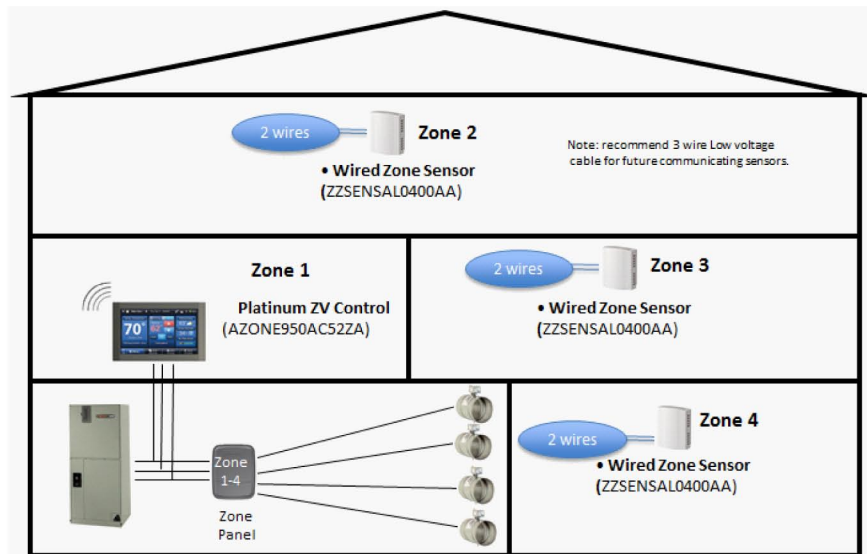 2 wires
Zone 2
Note: recommend 3 wire Low voltage
cable for future communicating sensors.
• Wired Zone Sensor
(ZZSENSAL0400AA)
Zone 1
Platinum ZV Control
(AZONE950AC52ZA)
70°
2 wires
Zone 3
• Wired Zone Sensor
(ZZSENSAL0400AA)
Zone
1-4
Zone
Panel
2 wires
Zone 4
• Wired Zone Sensor
(ZZSENSAL0400AA)